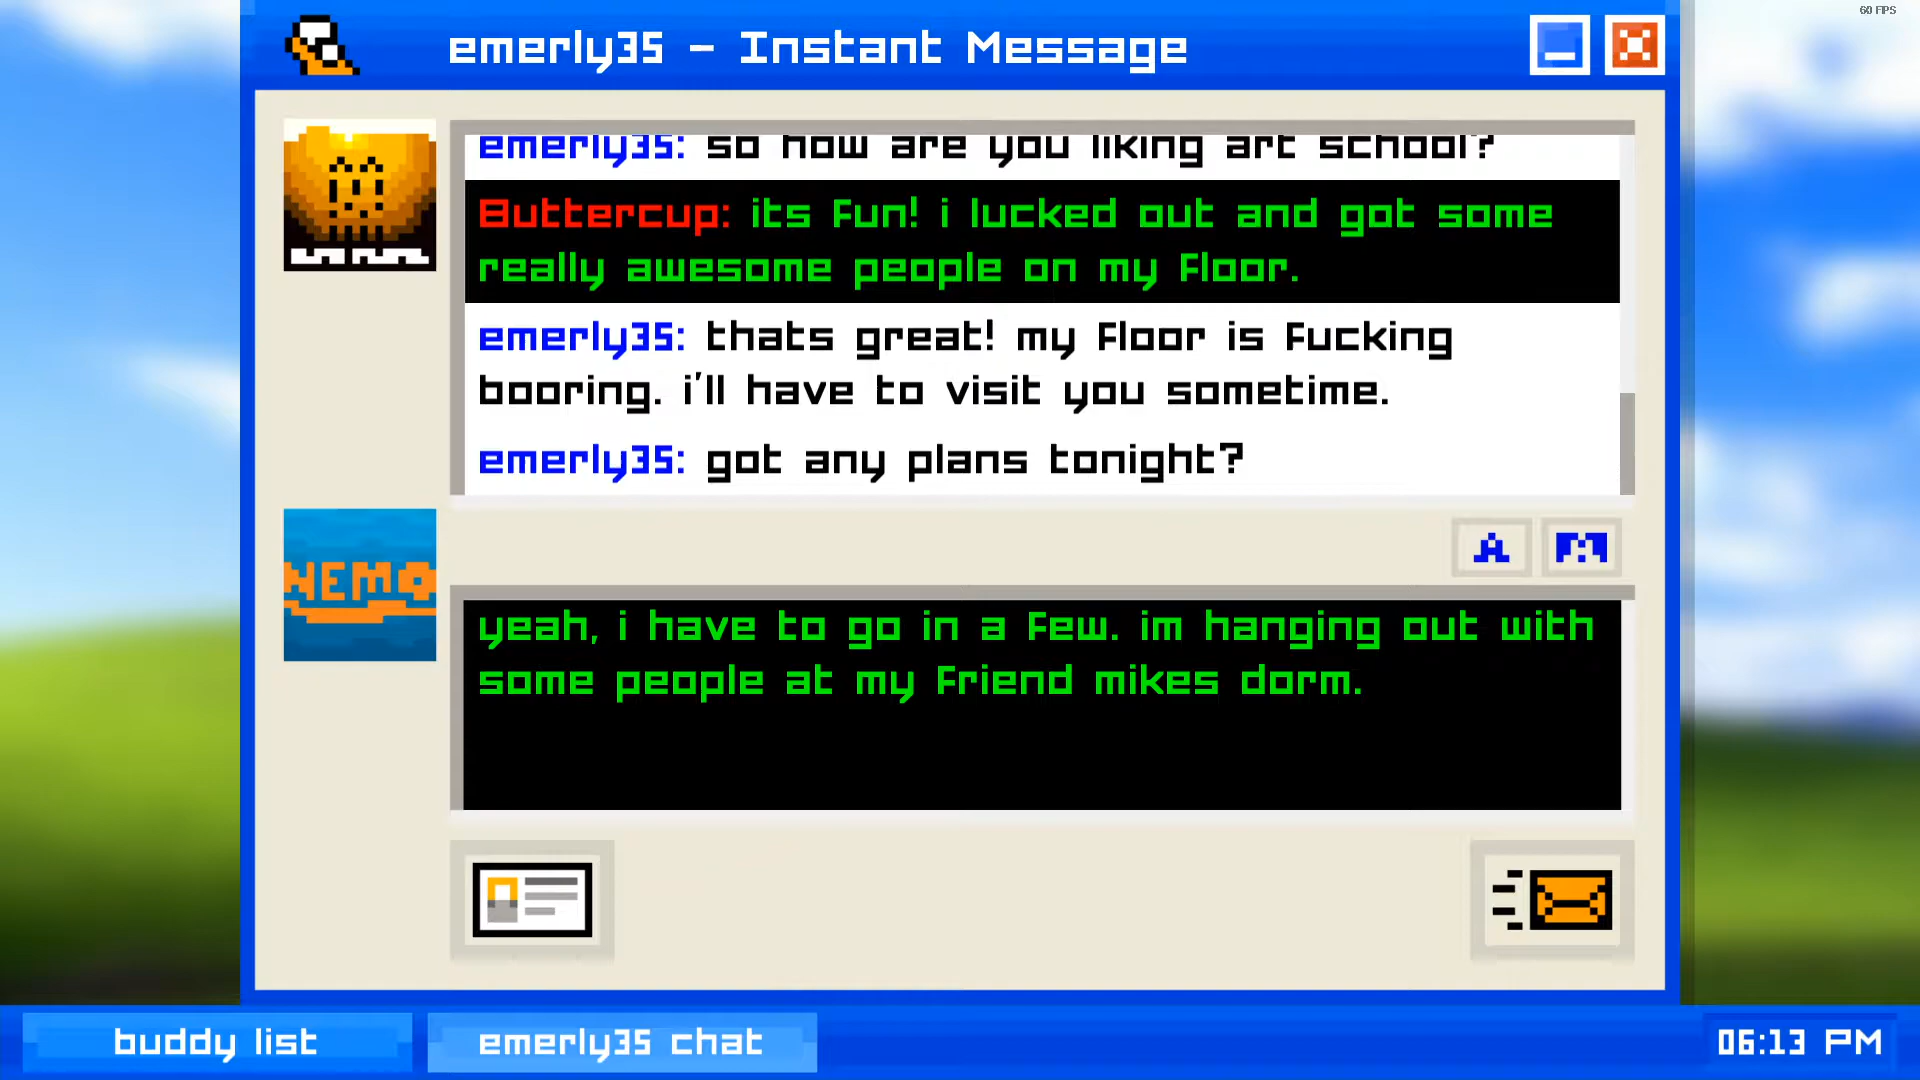 60 FPS
emerly35 - Instant Message
emerly35: so how are you liking art school?
Buttercup: its fun! i lucked out and got some
really awesome people on my floor.
emerly35: thats great! my floor is fucking
booring. i'll have to visit you sometime.
emerly35: got any plans tonight?
NEMO
A
yeah, i have to go in a few. im hanging out with
some people at my friend mikes dorm.
buddy list
emerly35 chat
06:13 PM